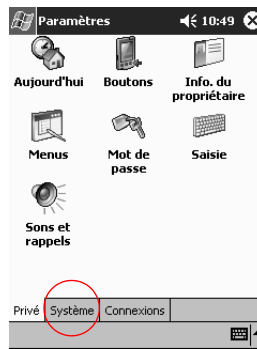 Paramètres 10:49
Aujourd'hui Boutons Info. du
propriétaire
Menus Mot de Saisie
passe
Sons et
rappels
Privé Système Connexions